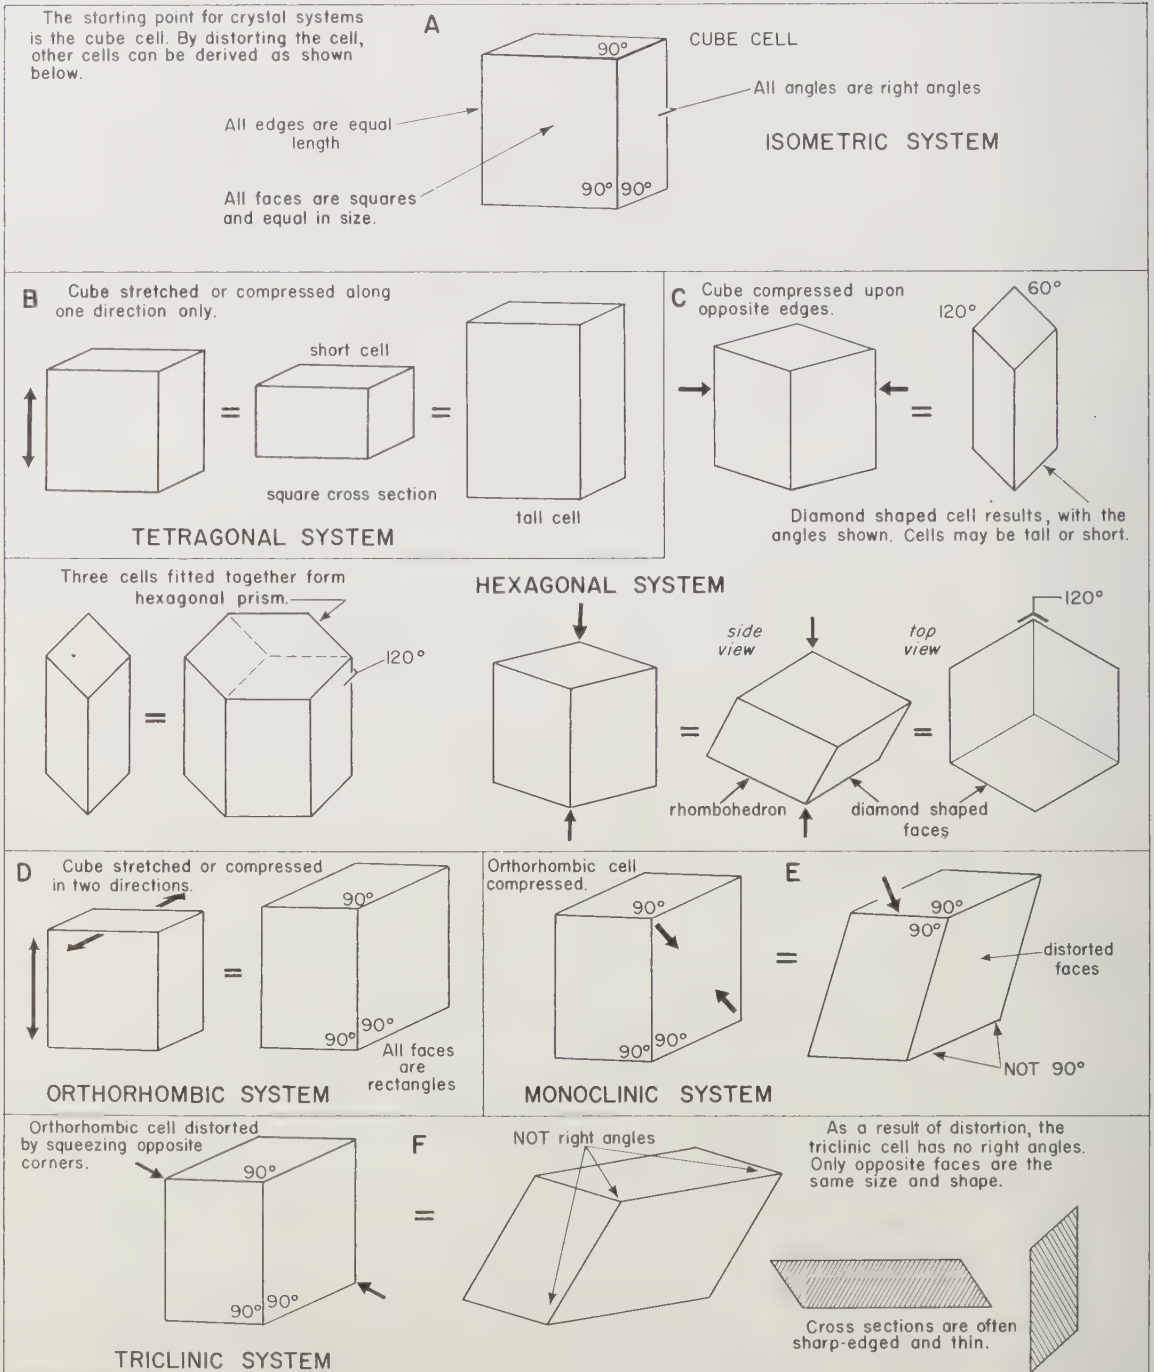 The starting point for crystal systems
is the cube cell. By distorting the cell,
other cells can be derived as shown
below.
A
90°
CUBE CELL
All angles are right angles
All edges are equal
length
ISOMETRIC SYSTEM
All faces are squares
and equal in size.
90° 90°
B
Cube stretched or compressed along
one direction only.
short cell
=
=
square cross section
tall cell
TETRAGONAL SYSTEM
C
Cube compressed upon
opposite edges.
60°
120°
=
Diamond shaped cell results, with the
angles shown. Cells may be tall or short.
Three cells fitted together form
hexagonal prism.
HEXAGONAL SYSTEM
120°
=
side
view
top
view
120°
=
=
rhombohedron
diamond shaped
faces
D
Cube stretched or compressed
in two directions.
90°
=
90° 90°
All faces
are
rectangles
ORTHORHOMBIC SYSTEM
Orthorhombic cell
compressed.
E
90°
90°
90°
=
distorted
faces
90° 90°
NOT 90°
MONOCLINIC SYSTEM
Orthorhombic cell distorted
by squeezing opposite
corners.
F
90°
=
90° 90°
NOT right angles
As a result of distortion, the
triclinic cell has no right angles.
Only opposite faces are the
same size and shape.
Cross sections are often
sharp-edged and thin.
TRICLINIC SYSTEM